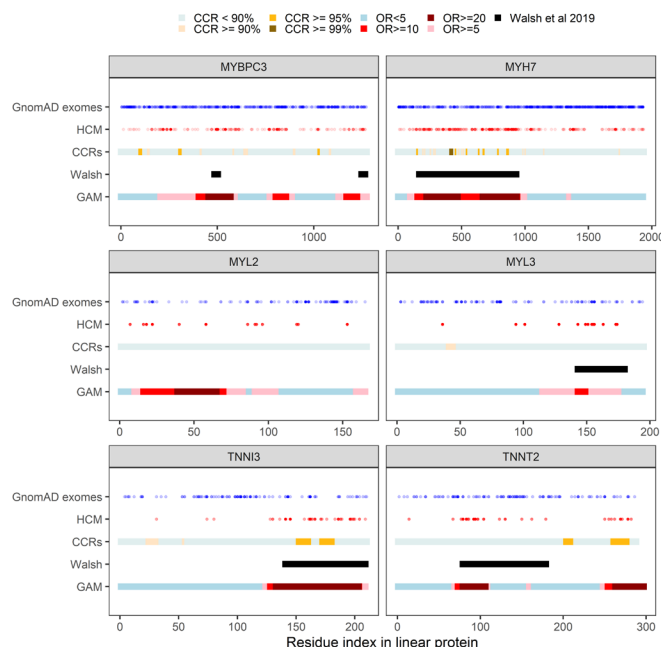 CCR < 90% CCR >= 95% OR<5 OR>=20 Walsh et al 2019
CCR >= 90% CCR >= 99% OR>=10 OR>=5
MYBPC3 MYH7
GnomAD exomes
HCM
CCRs
Walsh
GAM
0 500 1000 0 500 1000 1500 2000
MYL2 MYL3
GnomAD exomes
HCM
CCRs
Walsh
GAM
0 50 100 150 0 50 100 150 200
TNNI3 TNNT2
GnomAD exomes
HCM
CCRs
Walsh
GAM
0 50 100 150 200 0 100 200 300
Residue index in linear protein